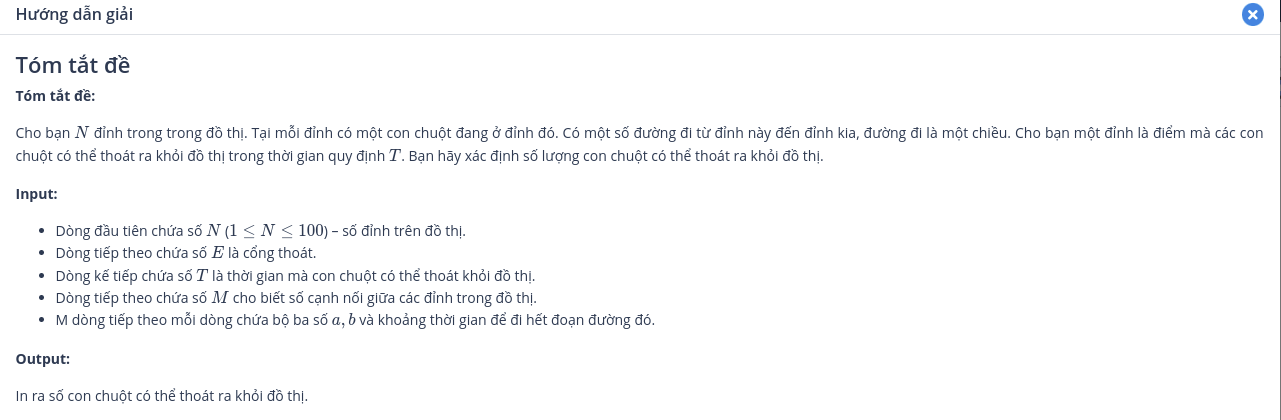 Hướng dẫn giải
Tóm tắt đề
Tóm tắt đề:
Cho bạn N đỉnh trong trong đồ thị. Tại mỗi đỉnh có một con chuột đang ở đỉnh đó. Có một số đường đi từ đỉnh này đến đỉnh kia, đường đi là một chiều. Cho bạn một đỉnh là điểm mà các con
chuột có thể thoát ra khỏi đồ thị trong thời gian quy định T. Bạn hãy xác định số lượng con chuột có thể thoát ra khỏi đồ thị.
Input:
• Dòng đầu tiên chứa số N (1 ≤ N ≤ 100) – số đỉnh trên đồ thị.
• Dòng tiếp theo chứa số E là cổng thoát.
• Dòng kế tiếp chứa số T là thời gian mà con chuột có thể thoát khỏi đồ thị.
• Dòng tiếp theo chứa số M cho biết số cạnh nối giữa các đỉnh trong đồ thị.
• M dòng tiếp theo mỗi dòng chứa bộ ba số a, b và khoảng thời gian để đi hết đoạn đường đó.
Output:
In ra số con chuột có thể thoát ra khỏi đồ thị.